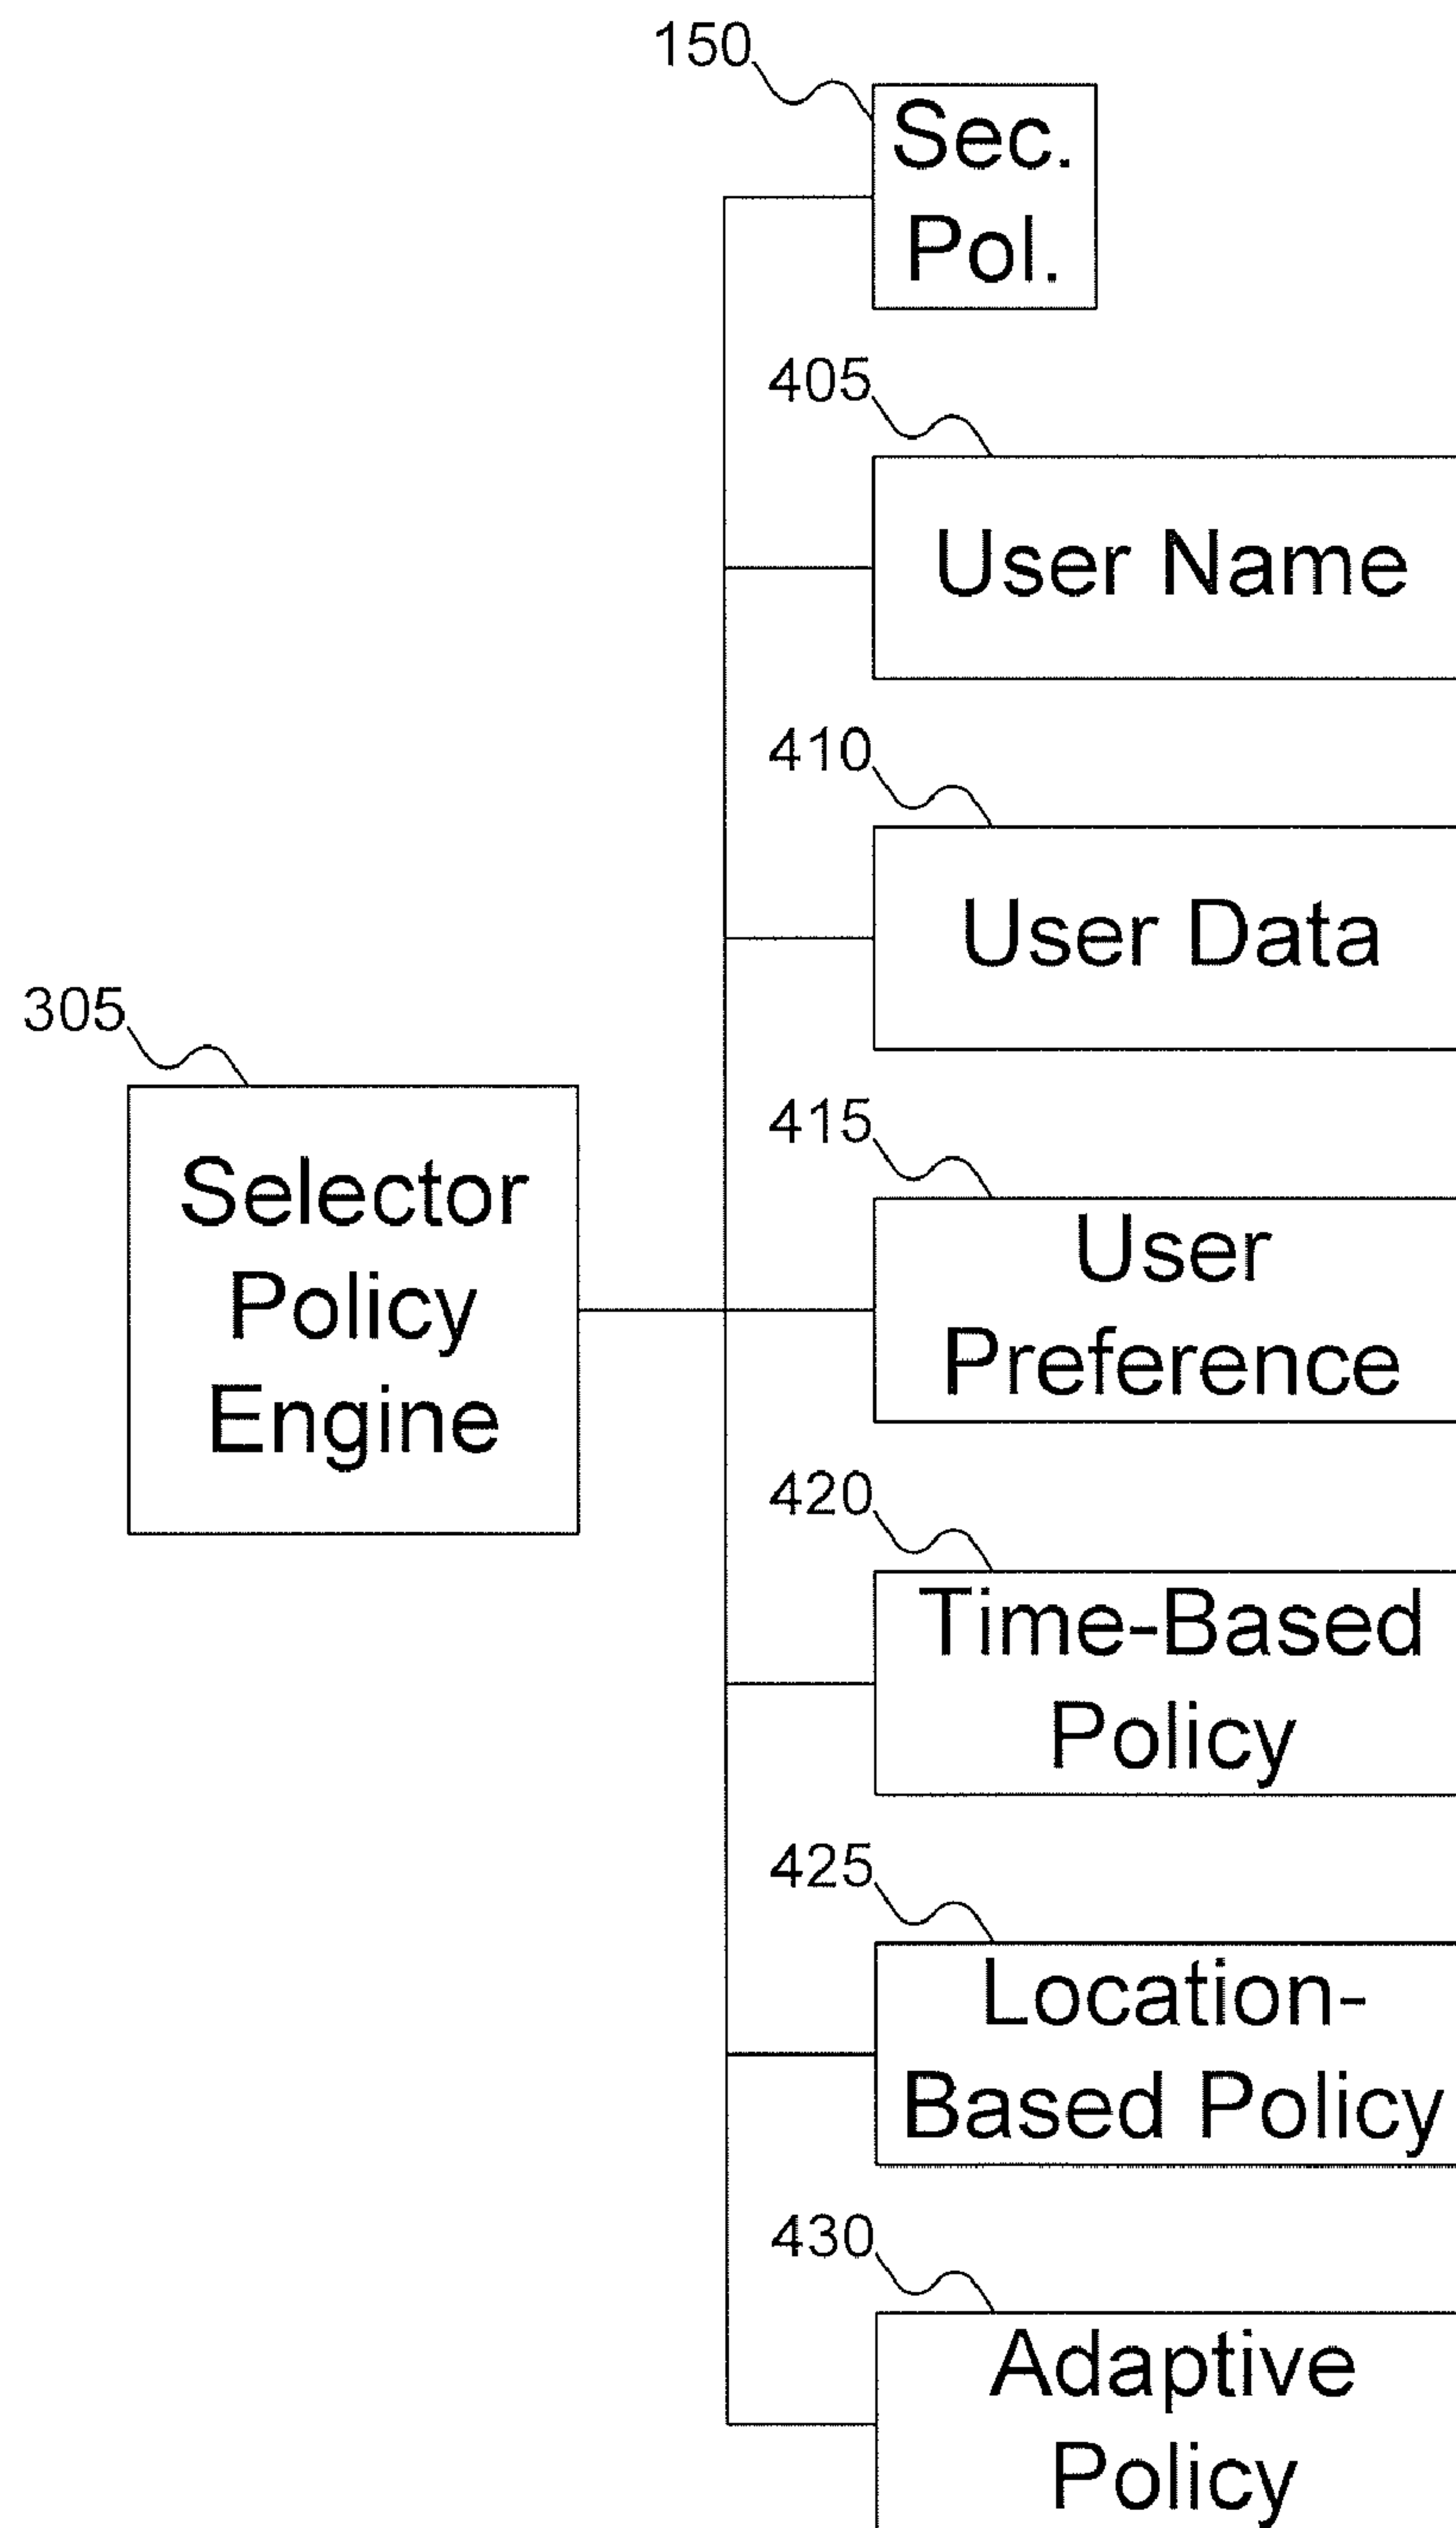 150
Sec.
Pol.
405
User Name
410
User Data
305
Selector
Policy
Engine
415
User
Preference
420
Time-Based
Policy
425
Location-
Based Policy
430
Adaptive
Policy